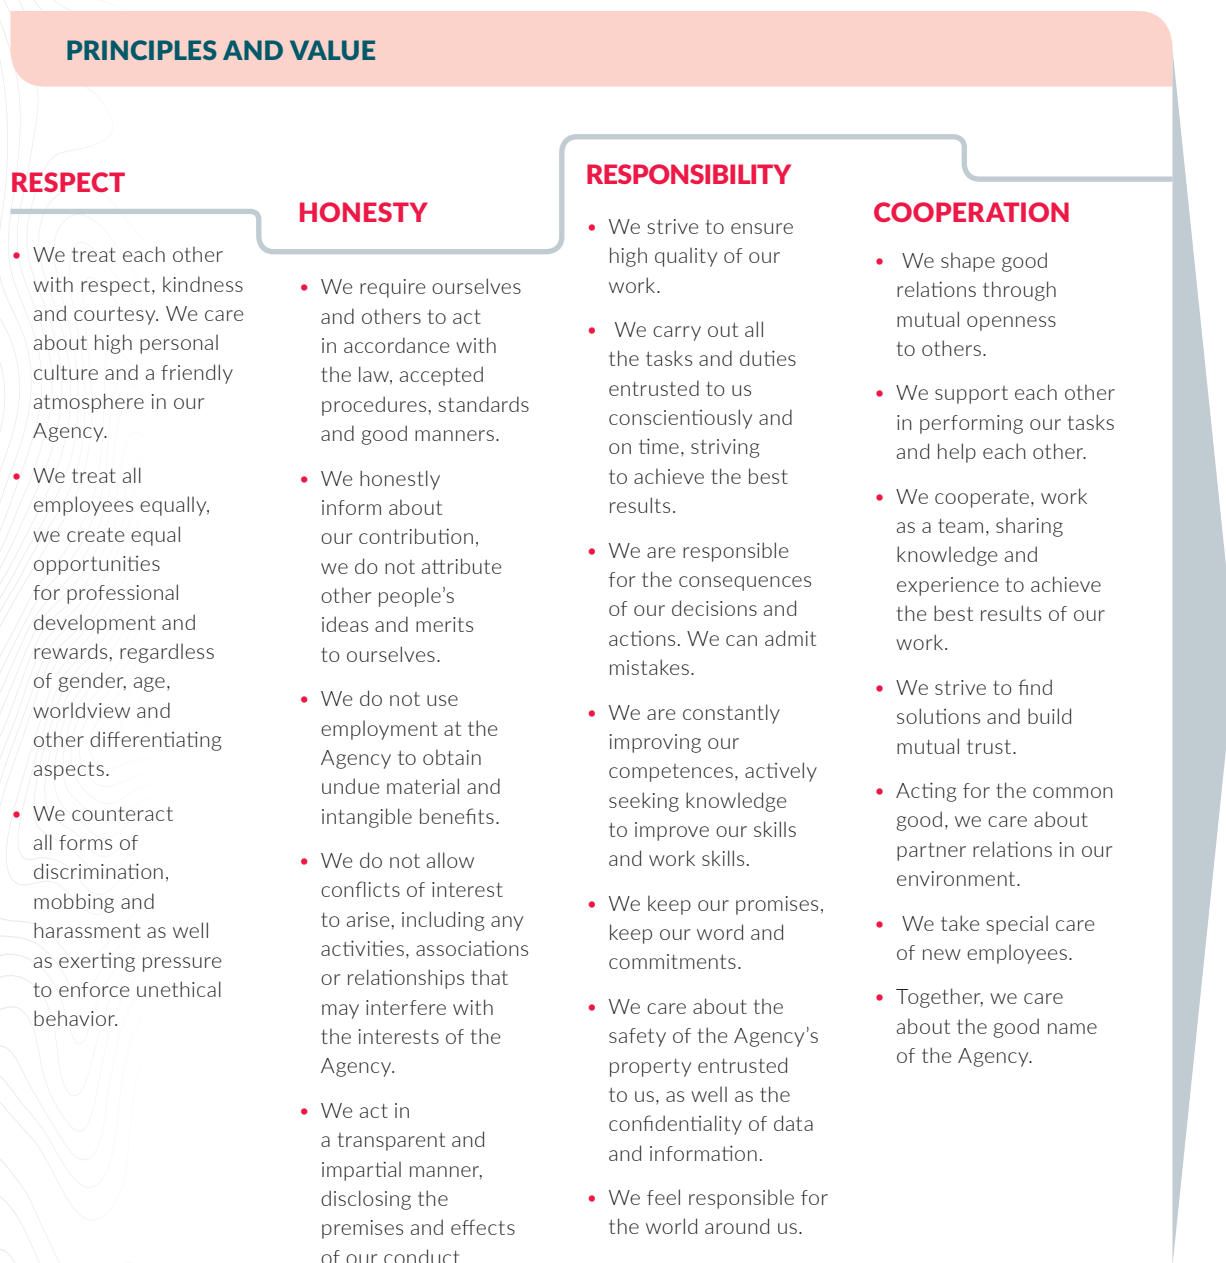 PRINCIPLES AND VALUE
RESPECT
• We treat each other
with respect, kindness
and courtesy. We care
about high personal
culture and a friendly
atmosphere in our
Agency.
• We treat all
employees equally,
we create equal
opportunities
for professional
development and
rewards, regardless
of gender, age,
worldview and
other differentiating
aspects.
• We counteract
all forms of
discrimination,
mobbing and
harassment as well
as exerting pressure
to enforce unethical
behavior.
HONESTY
• We require ourselves
and others to act
in accordance with
the law, accepted
procedures, standards
and good manners.
• We honestly
inform about
our contribution,
we do not attribute
other people’s
ideas and merits
to ourselves.
• We do not use
employment at the
Agency to obtain
undue material and
intangible benefits.
• We do not allow
conflicts of interest
to arise, including any
activities, associations
or relationships that
may interfere with
the interests of the
Agency.
• We act in
a transparent and
impartial manner,
disclosing the
premises and effects
of our conduct
RESPONSIBILITY
• We strive to ensure
high quality of our
work.
• We carry out all
the tasks and duties
entrusted to us
conscientiously and
on time, striving
to achieve the best
results.
• We are responsible
for the consequences
of our decisions and
actions. We can admit
mistakes.
• We are constantly
improving our
competences, actively
seeking knowledge
to improve our skills
and work skills.
• We keep our promises,
keep our word and
commitments.
• We care about the
safety of the Agency’s
property entrusted
to us, as well as the
confidentiality of data
and information.
• We feel responsible for
the world around us.
COOPERATION
• We shape good
relations through
mutual openness
to others.
• We support each other
in performing our tasks
and help each other.
• We cooperate, work
as a team, sharing
knowledge and
experience to achieve
the best results of our
work.
• We strive to find
solutions and build
mutual trust.
• Acting for the common
good, we care about
partner relations in our
environment.
• We take special care
of new employees.
• Together, we care
about the good name
of the Agency.